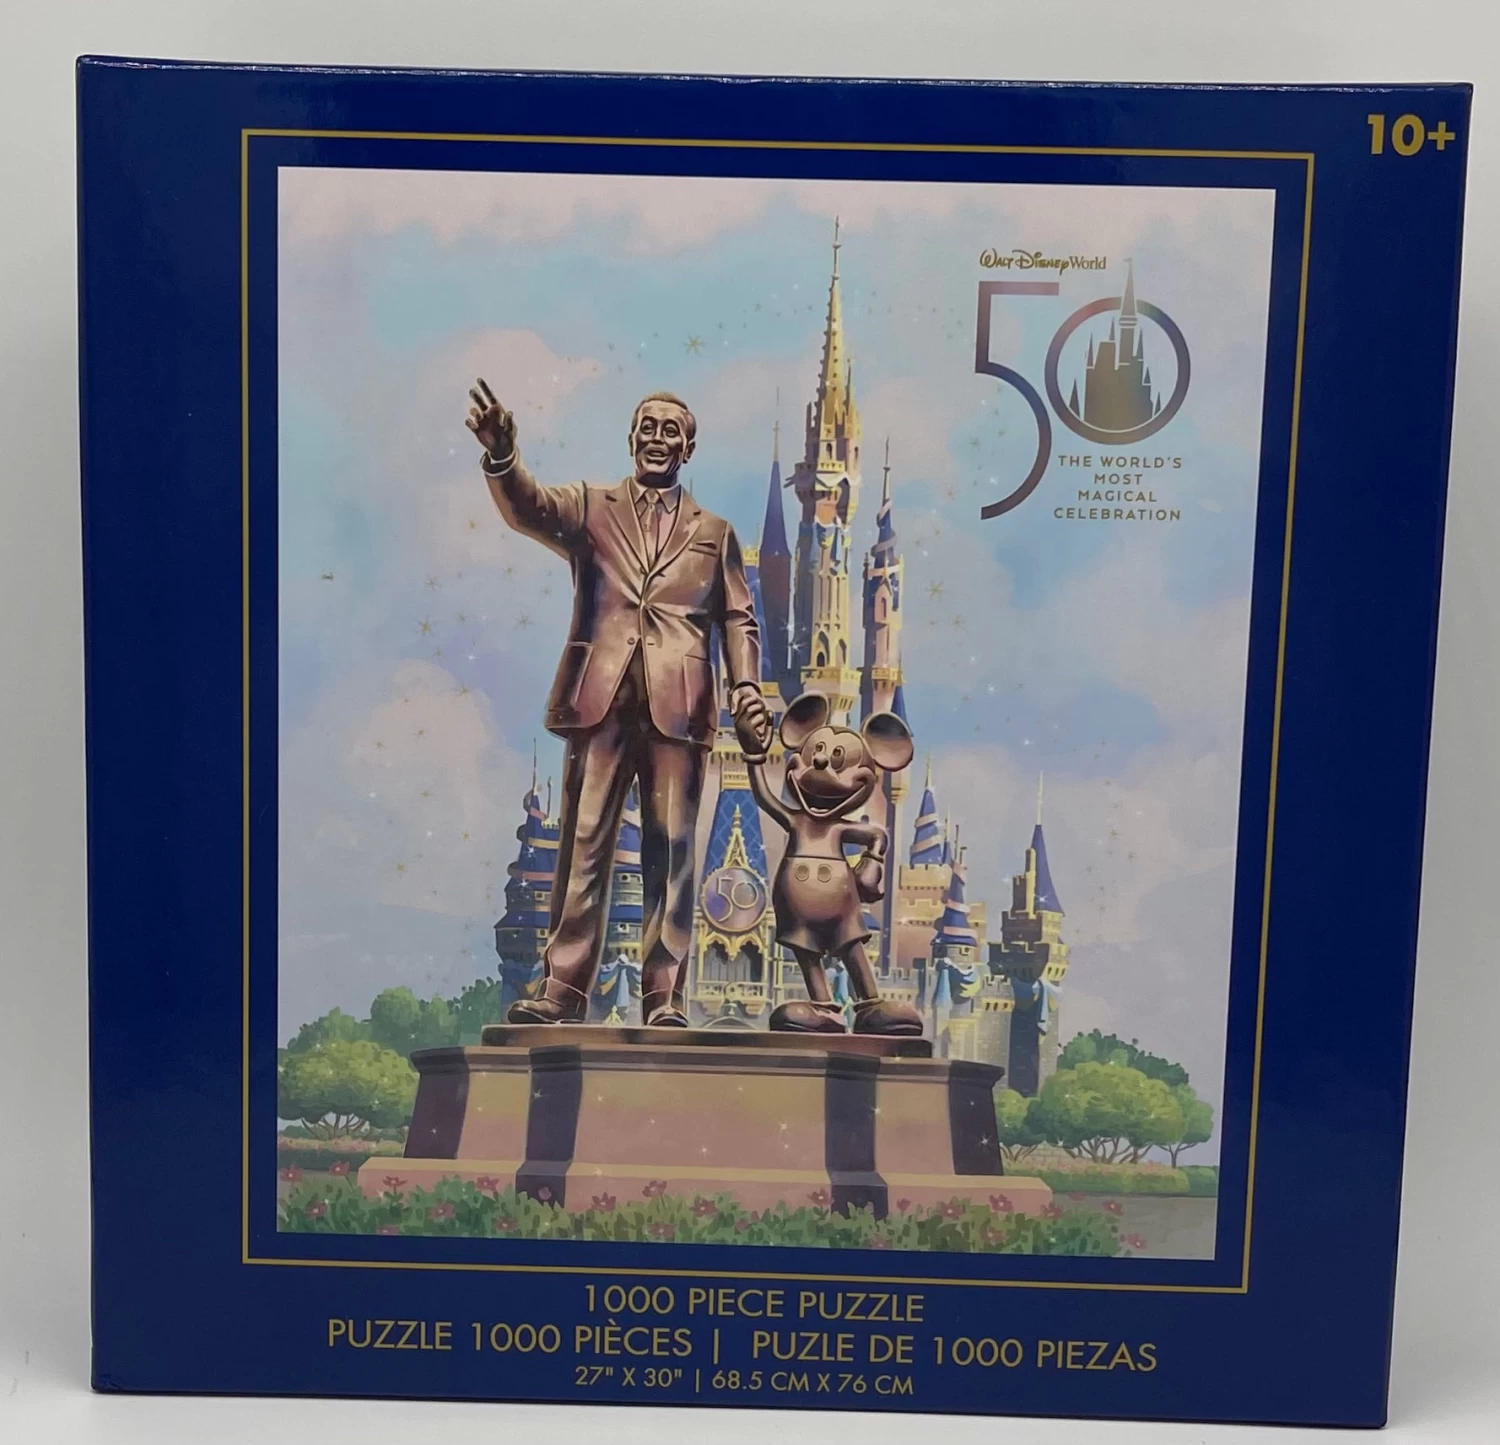 10+
WALT DISNEY World
50
THE WORLD'S
MOST
MAGICAL
CELEBRATION
50
1000 PIECE PUZZLE
PUZZLE 1000 PIÈCES | PUZLE DE 1000 PIEZAS
27" X 30" | 68.5 CM X 76 CM